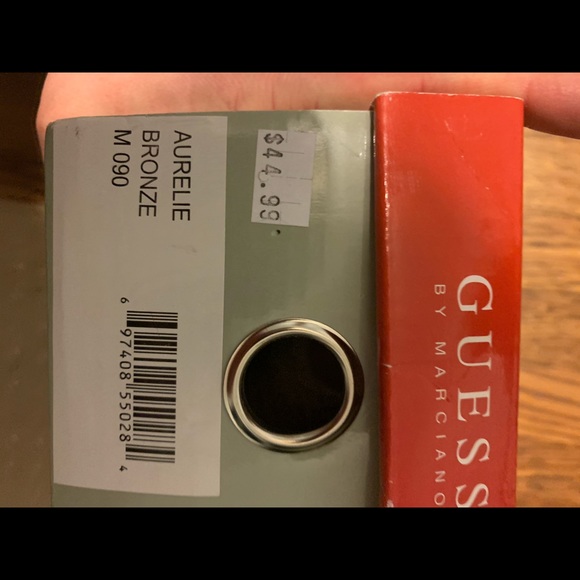 AURELIE
BRONZE
M 090
6 97408 55028 4
$44.99
GUESS
BY MARCIANO